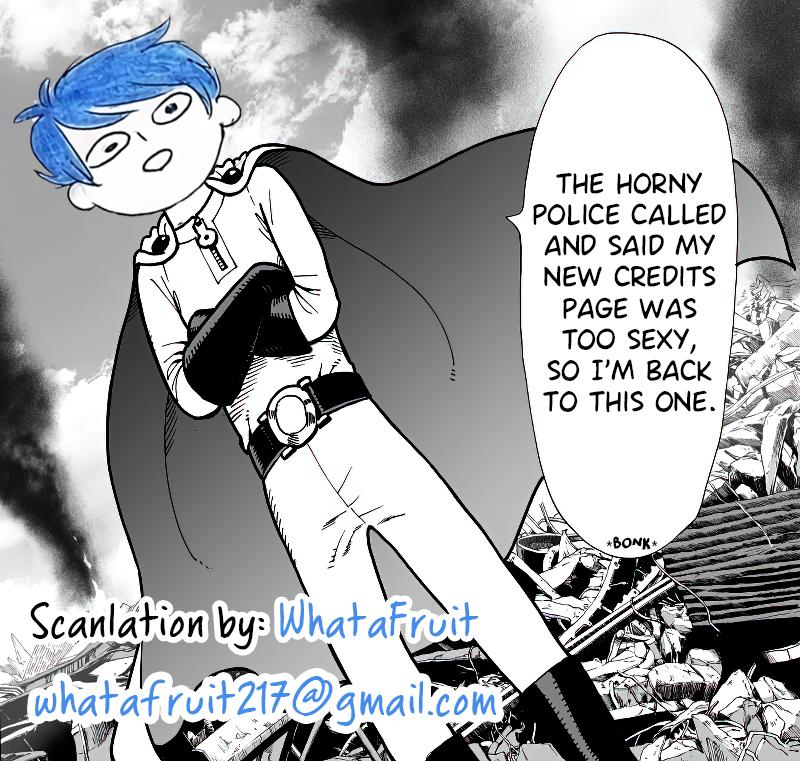 THE HORNY
POLICE CALLED
AND SAID MY
NEW CREDITS
PAGE WAS
TOO SEXY,
SO I'M BACK
TO THIS ONE.
*BONK*
Scanlation by: WhataFruit
whatafruit217@gmail.com